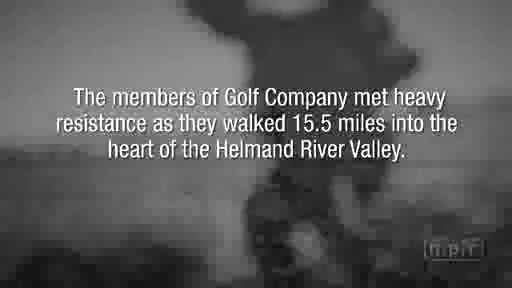 The members of Golf Company met heavy
resistance as they walked 15.5 miles into the
heart of the Helmand River Valley.
mpt